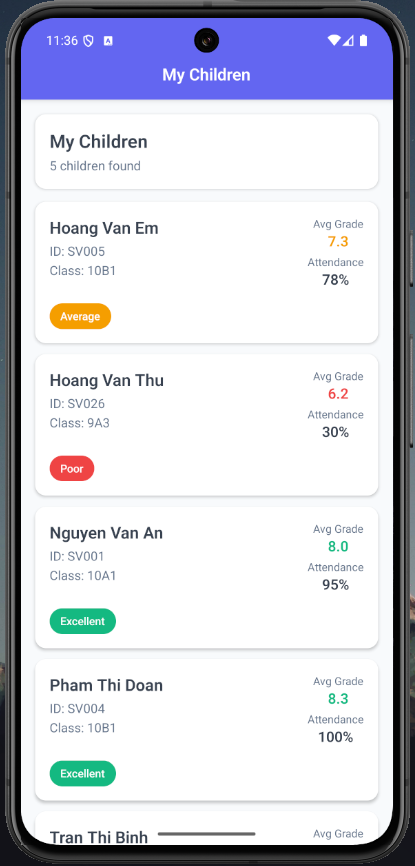 11:36
My Children
My Children
5 children found
Hoang Van Em
ID: SV005
Class: 10B1
Average
Avg Grade
7.3
Attendance
78%
Hoang Van Thu
ID: SV026
Class: 9A3
Poor
Avg Grade
6.2
Attendance
30%
Nguyen Van An
ID: SV001
Class: 10A1
Excellent
Avg Grade
8.0
Attendance
95%
Pham Thi Doan
ID: SV004
Class: 10B1
Excellent
Avg Grade
8.3
Attendance
100%
Tran Thi Binh
Avg Grade